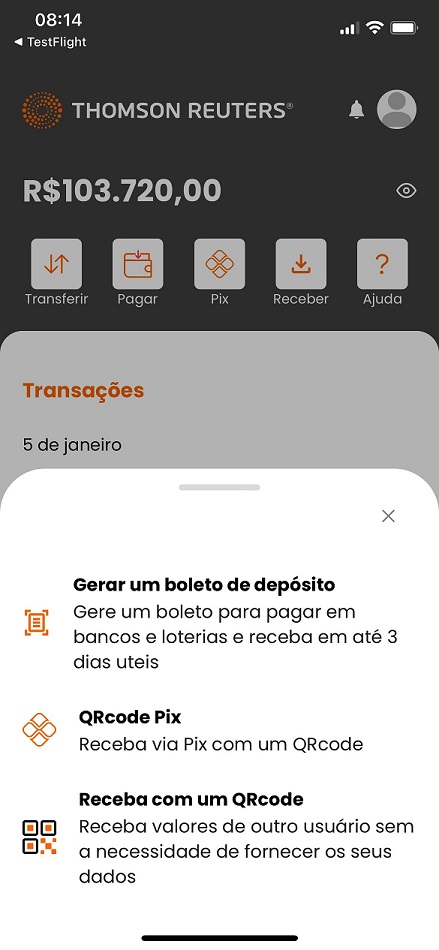 08:14
◀ TestFlight
THOMSON REUTERS®
R$103.720,00
Transferir Pagar Pix Receber Ajuda
Transações
5 de janeiro
Gerar um boleto de depósito
Gere um boleto para pagar em
bancos e loterias e receba em até 3
dias uteis
QRcode Pix
Receba via Pix com um QRcode
Receba com um QRcode
Receba valores de outro usuário sem
a necessidade de fornecer os seus
dados